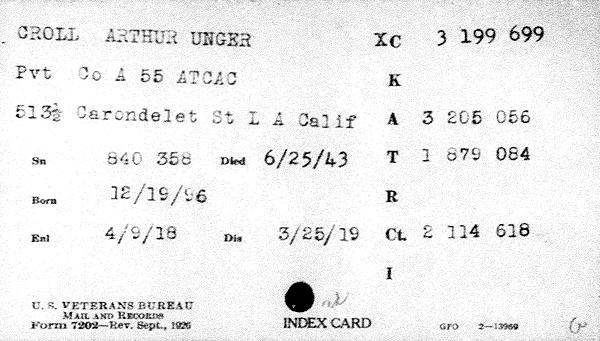 CROLL ARTHUR UNGER XC 3 199 699
Pvt Co A 55 ATCAC K
513½ Carondelet St L A Calif A 3 205 056
Sn 840 358 Died 6/25/43 T 1 879 084
Born 12/19/96 R
Enl 4/9/18 Dis 3/25/19 Ct. 2 114 618
I
U. S. VETERANS BUREAU
MAIL AND RECORDS
Form 7202—Rev. Sept., 1926 INDEX CARD GPO 2—13969